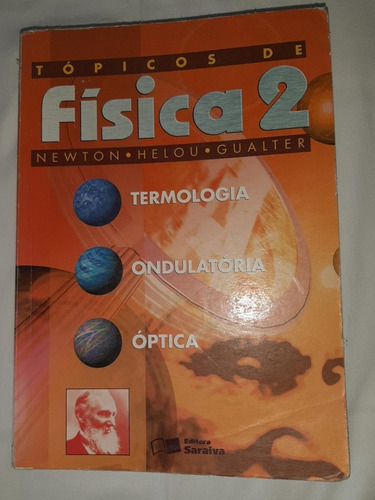 TÓPICOS DE
Física 2
NEWTON • HELOU • GUALTER
TERMOLOGIA
ONDULATÓRIA
ÓPTICA
Editora
Saraiva